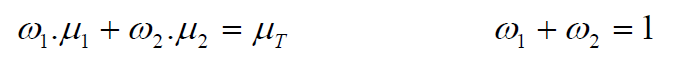 ω₁.μ₁ + ω₂.μ₂ = μ_T ω₁ + ω₂ = 1